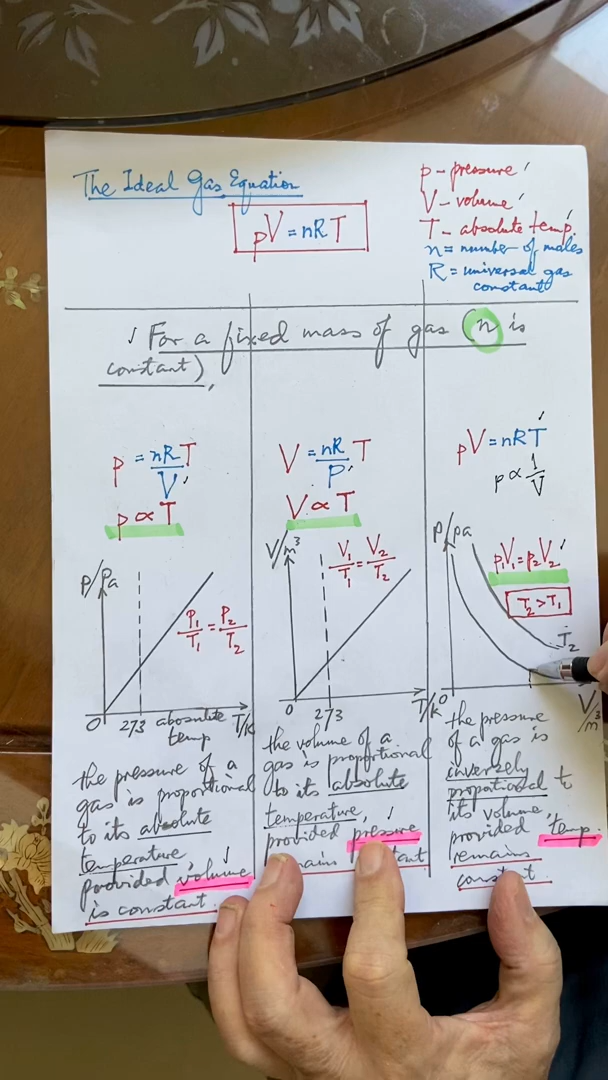 The Ideal Gas Equation
pV = nRT
p - pressure
V - volume
T - absolute temp.
n = number of moles
R = universal gas
constant
For a fixed mass of gas (n is
constant),
p = nR/V T
p ∝ T
P/Pa
P₁/T₁ = P₂/T₂
0
273
abosulute
temp
T/K
the pressure of a
gas is proportional
to its absolute
temperature,
provided volume
is constant.
V = nR/P T
V ∝ T
V/m³
V₁/T₁ = V₂/T₂
0
273
T/K
the volume of a
gas is proportional
to its absolute
temperature,
provided pressure
remains constant
pV = nRT
p ∝ 1/V
P/pa
p₁V₁ = p₂V₂
T₂ > T₁
T₂
0
V/m³
the pressure
of a gas is
inversely
propotional to
its volume,
provided temp.
remains
constant.